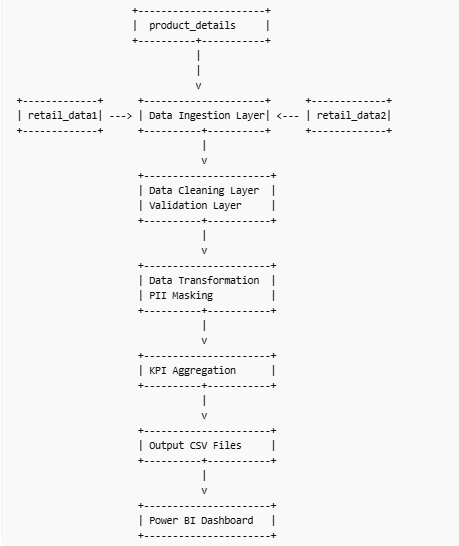 product_details
retail_data1 ---> Data Ingestion Layer <--- retail_data2
Data Cleaning Layer
Validation Layer
Data Transformation
PII Masking
KPI Aggregation
Output CSV Files
Power BI Dashboard